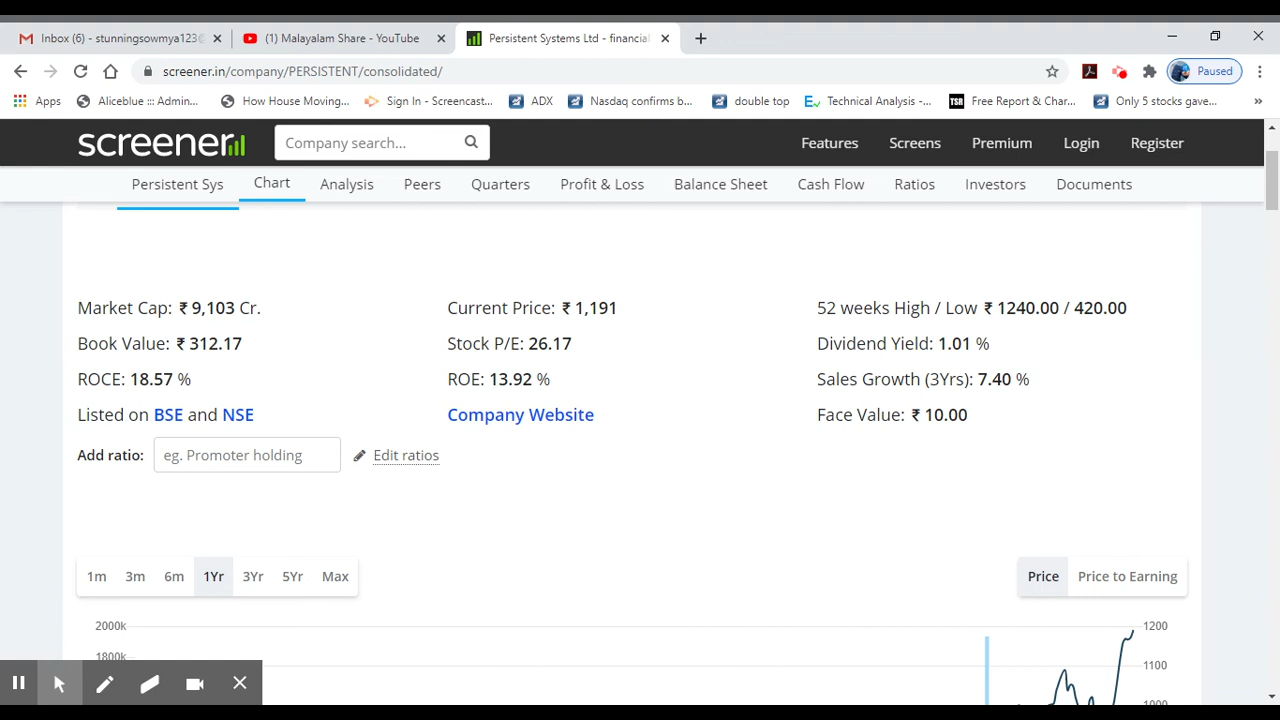 Inbox (6) - stunningsowmya123@
(1) Malayalam Share - YouTube
Persistent Systems Ltd - financial
screener.in/company/PERSISTENT/consolidated/
Paused
Apps
Aliceblue ::: Admin...
How House Moving...
Sign In - Screencast...
ADX
Nasdaq confirms b...
double top
Technical Analysis -...
TSR Free Report & Char...
Only 5 stocks gave...
»
screener
Company search...
Features Screens Premium Login Register
Persistent Sys Chart Analysis Peers Quarters Profit & Loss Balance Sheet Cash Flow Ratios Investors Documents
Market Cap: ₹ 9,103 Cr. Current Price: ₹ 1,191 52 weeks High / Low ₹ 1240.00 / 420.00
Book Value: ₹ 312.17 Stock P/E: 26.17 Dividend Yield: 1.01 %
ROCE: 18.57 % ROE: 13.92 % Sales Growth (3Yrs): 7.40 %
Listed on BSE and NSE Company Website Face Value: ₹ 10.00
Add ratio: eg. Promoter holding Edit ratios
1m 3m 6m 1Yr 3Yr 5Yr Max Price Price to Earning
2000k 1200
1800k 1100